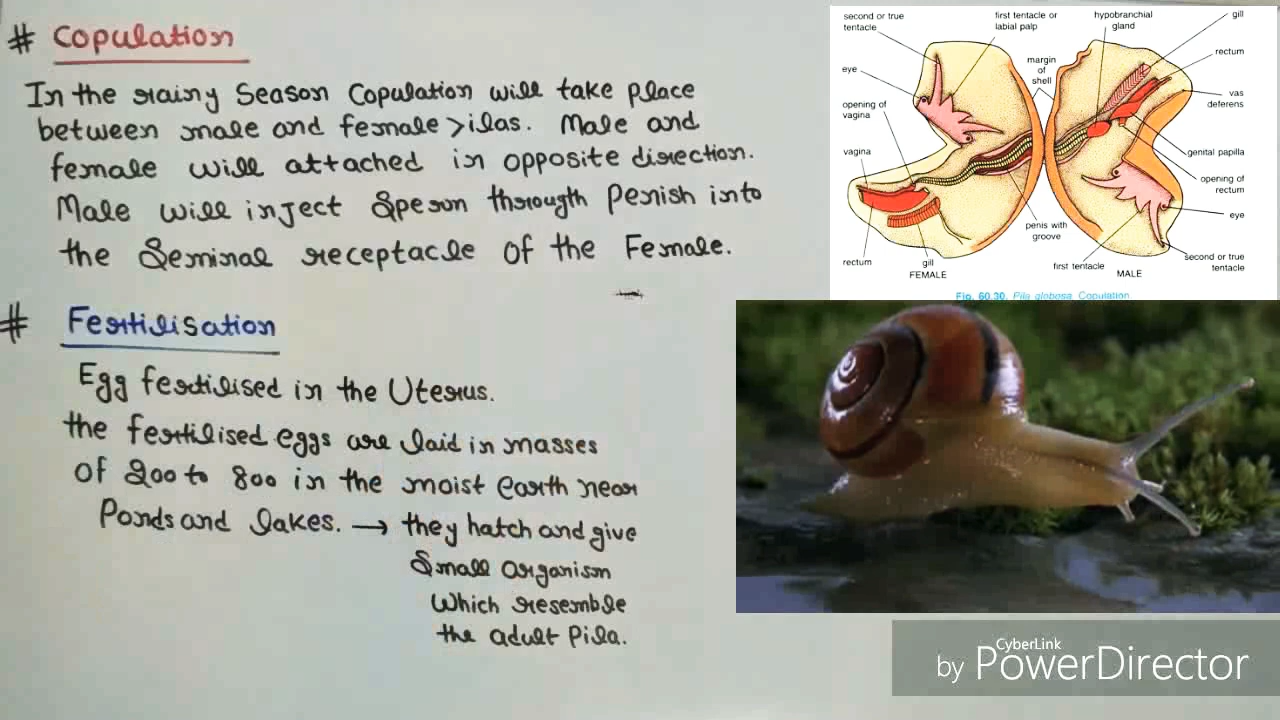 # Copulation
In the rainy Season Copulation will take place
between male and female >ilas. Male and
female will attached in opposite direction.
Male will inject Sperm through Penish into
the Seminal receptacle of the Female.
# Fertilisation
Egg fertilised in the Uterus.
the fertilised eggs are laid in masses
of 200 to 800 in the moist earth near
Ponds and lakes. → they hatch and give
Small organism
Which resemble
the adult Pila.
second or true
tentacle
first tentacle or
labial palp
hypobranchial
gland
gill
eye
margin
of
shell
rectum
opening of
vagina
vas
deferens
vagina
genital papilla
opening of
rectum
eye
penis with
groove
rectum
gill
FEMALE
first tentacle
MALE
second or true
tentacle
Fig. 60.30. Pila globosa. Copulation.
CyberLink
by PowerDirector